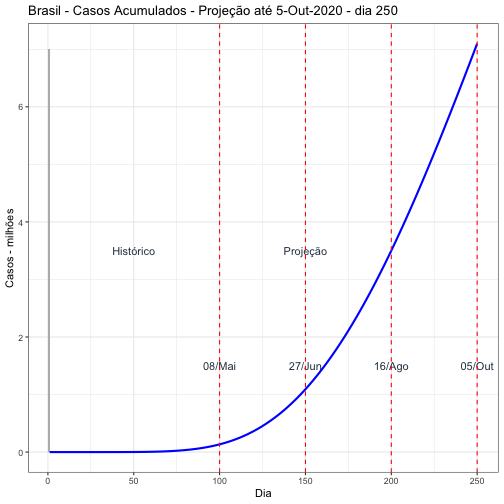 Brasil - Casos Acumulados - Projeção até 5-Out-2020 - dia 250
6
4
2
0
Casos - milhões
Histórico
Projeção
08/Mai
27/Jun
16/Ago
05/Out
0
50
100
150
200
250
Dia